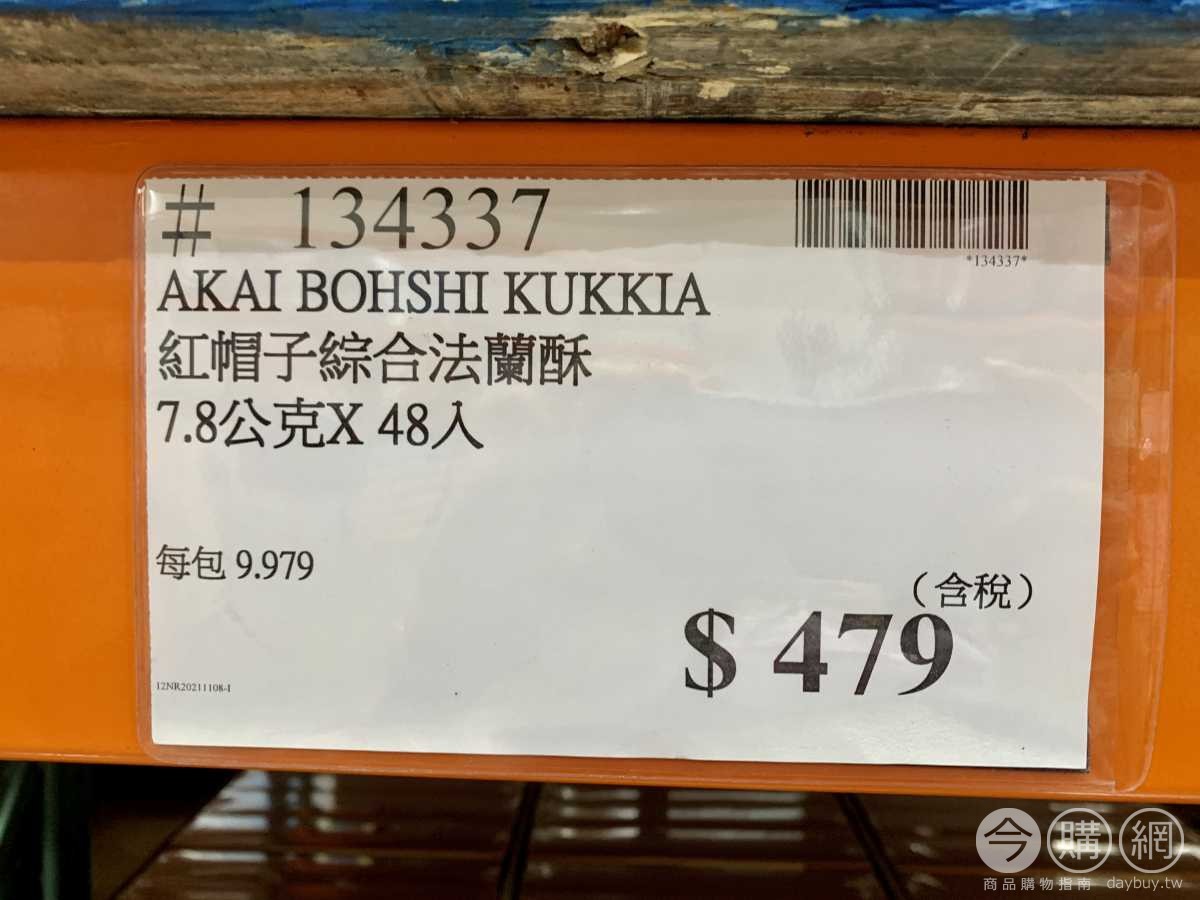 # 134337
*134337*
AKAI BOHSHI KUKKIA
紅帽子綜合法蘭酥
7.8公克X 48入
每包 9.979
(含稅)
$ 479
12NR20211108-I
今購網
商品購物指南 daybuy.tw